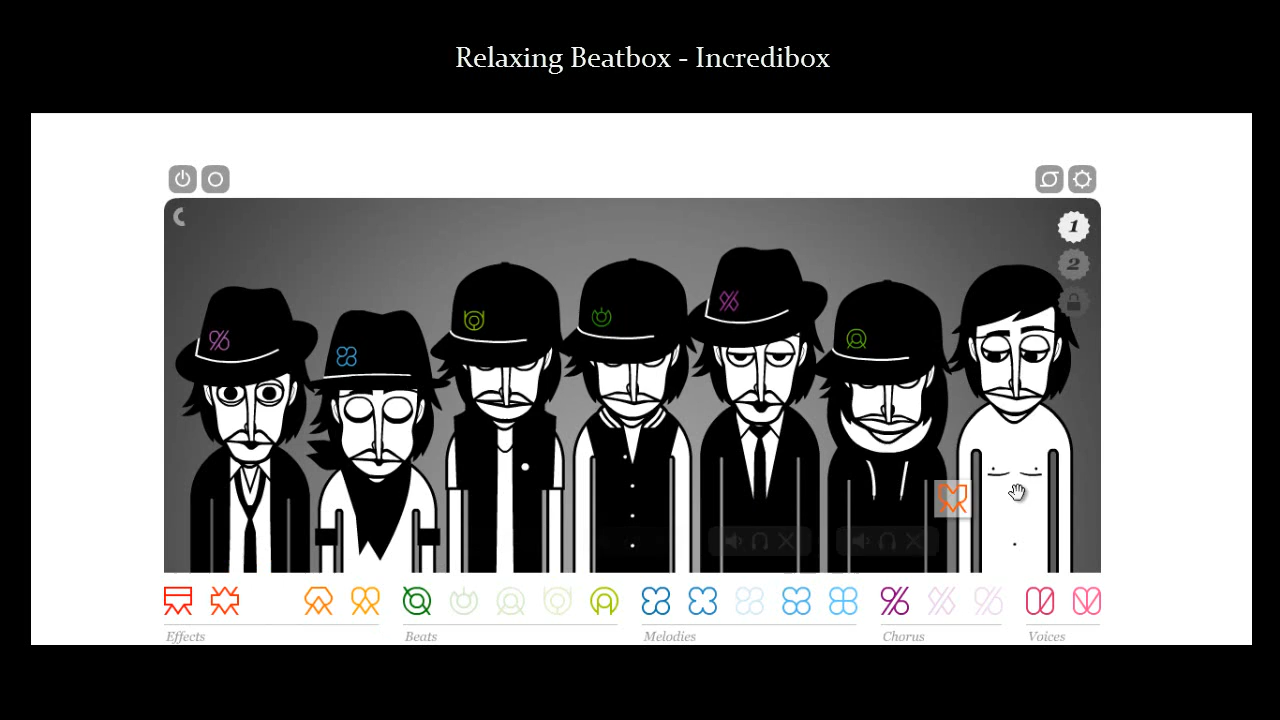 Relaxing Beatbox - Incredibox
1
2
Effects Beats Melodies Chorus Voices